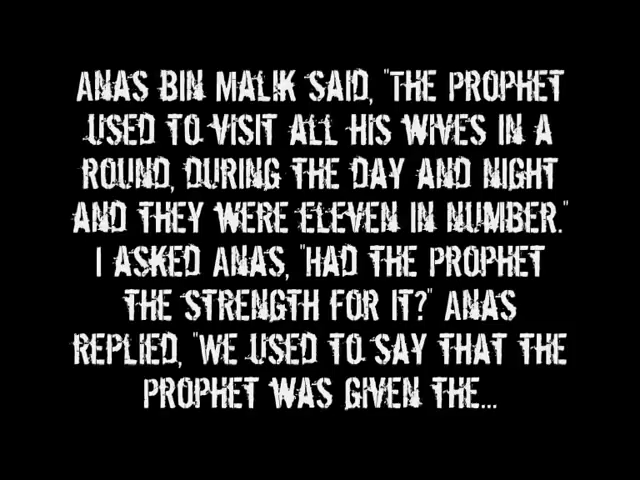 ANAS BIN MALIK SAID, "THE PROPHET
USED TO VISIT ALL HIS WIVES IN A
ROUND, DURING THE DAY AND NIGHT
AND THEY WERE ELEVEN IN NUMBER."
I ASKED ANAS, "HAD THE PROPHET
THE STRENGTH FOR IT?" ANAS
REPLIED, "WE USED TO SAY THAT THE
PROPHET WAS GIVEN THE...